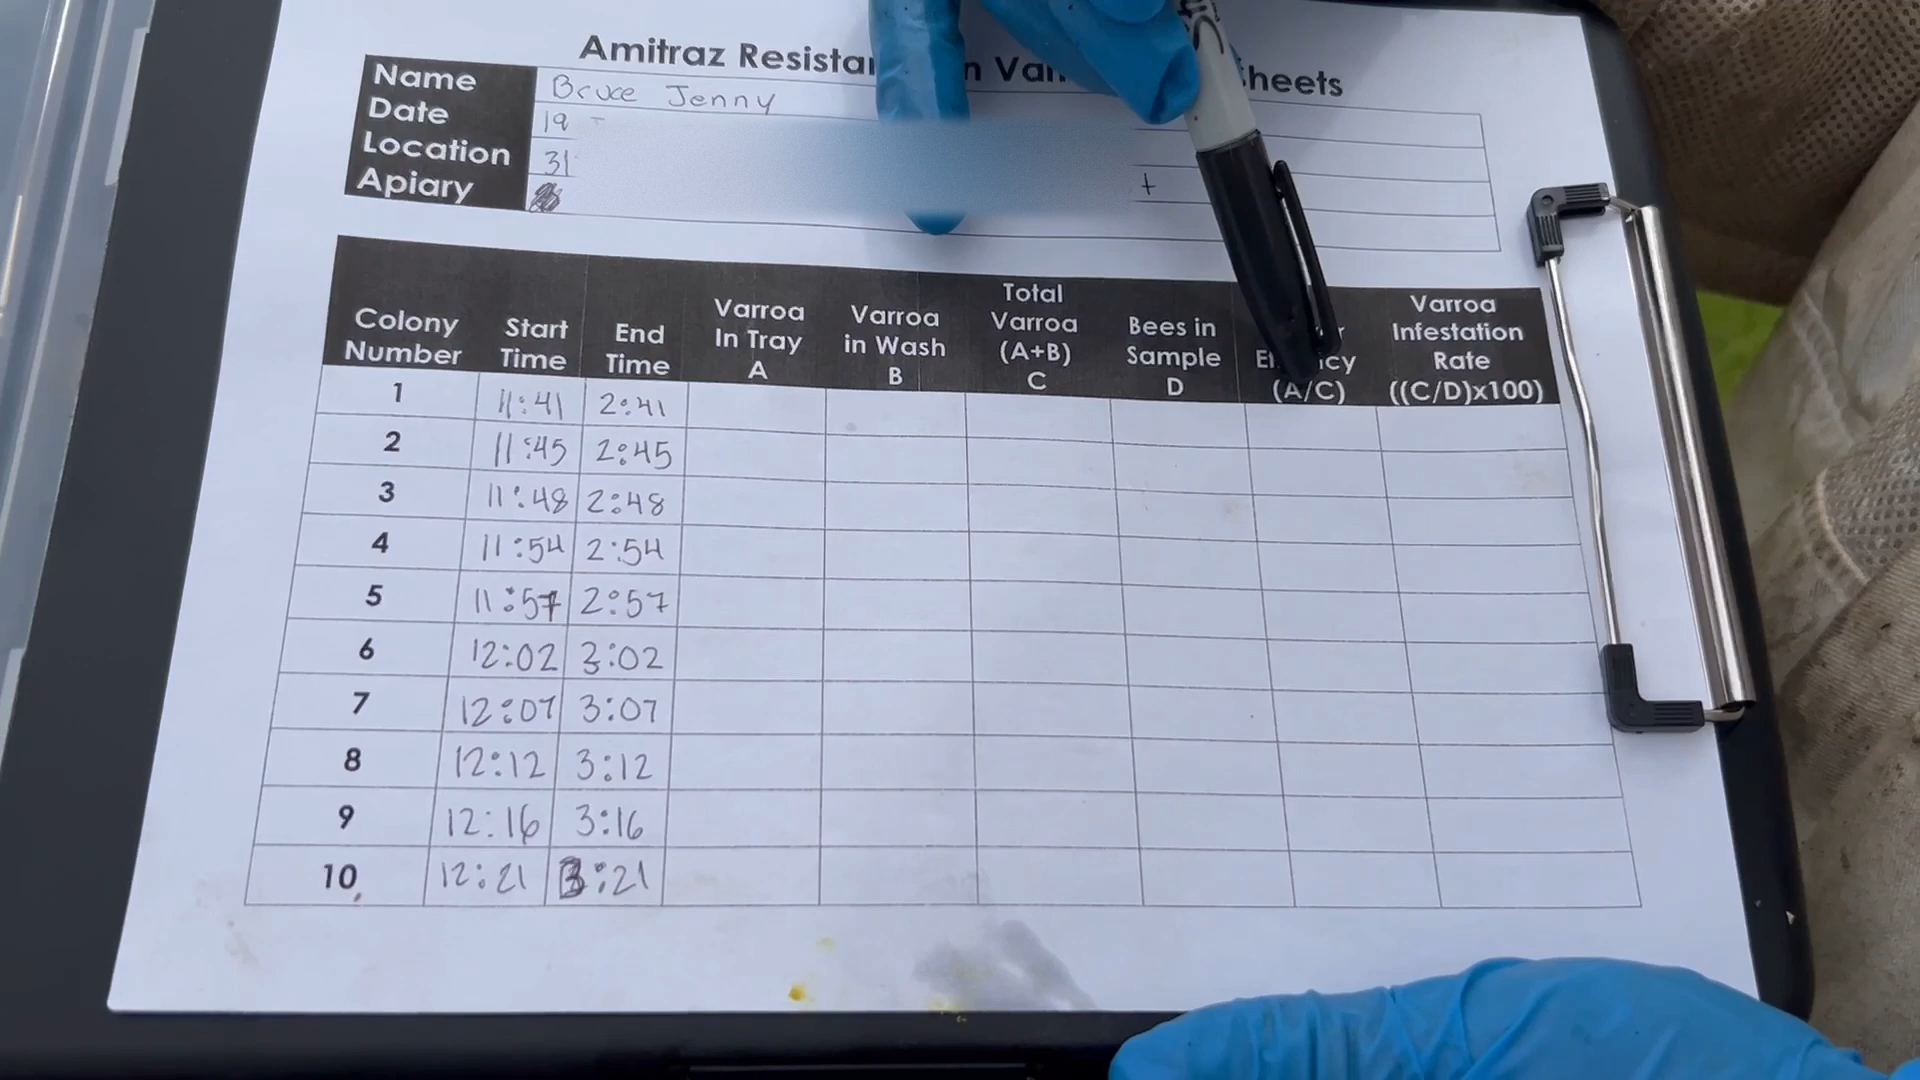 Amitraz Sheets
Name Bruce Jenny
Date 19
Location 31
Apiary
Colony Number Start Time End Time Varroa In Tray A Varroa in Wash B Total Varroa (A+B) C Bees in Sample D (A/C) Varroa Infestation Rate ((C/D)x100)
1 11:41 2:41
2 11:45 2:45
3 11:48 2:48
4 11:54 2:54
5 11:57 2:57
6 12:02 3:02
7 12:07 3:07
8 12:12 3:12
9 12:16 3:16
10 12:21 3:21